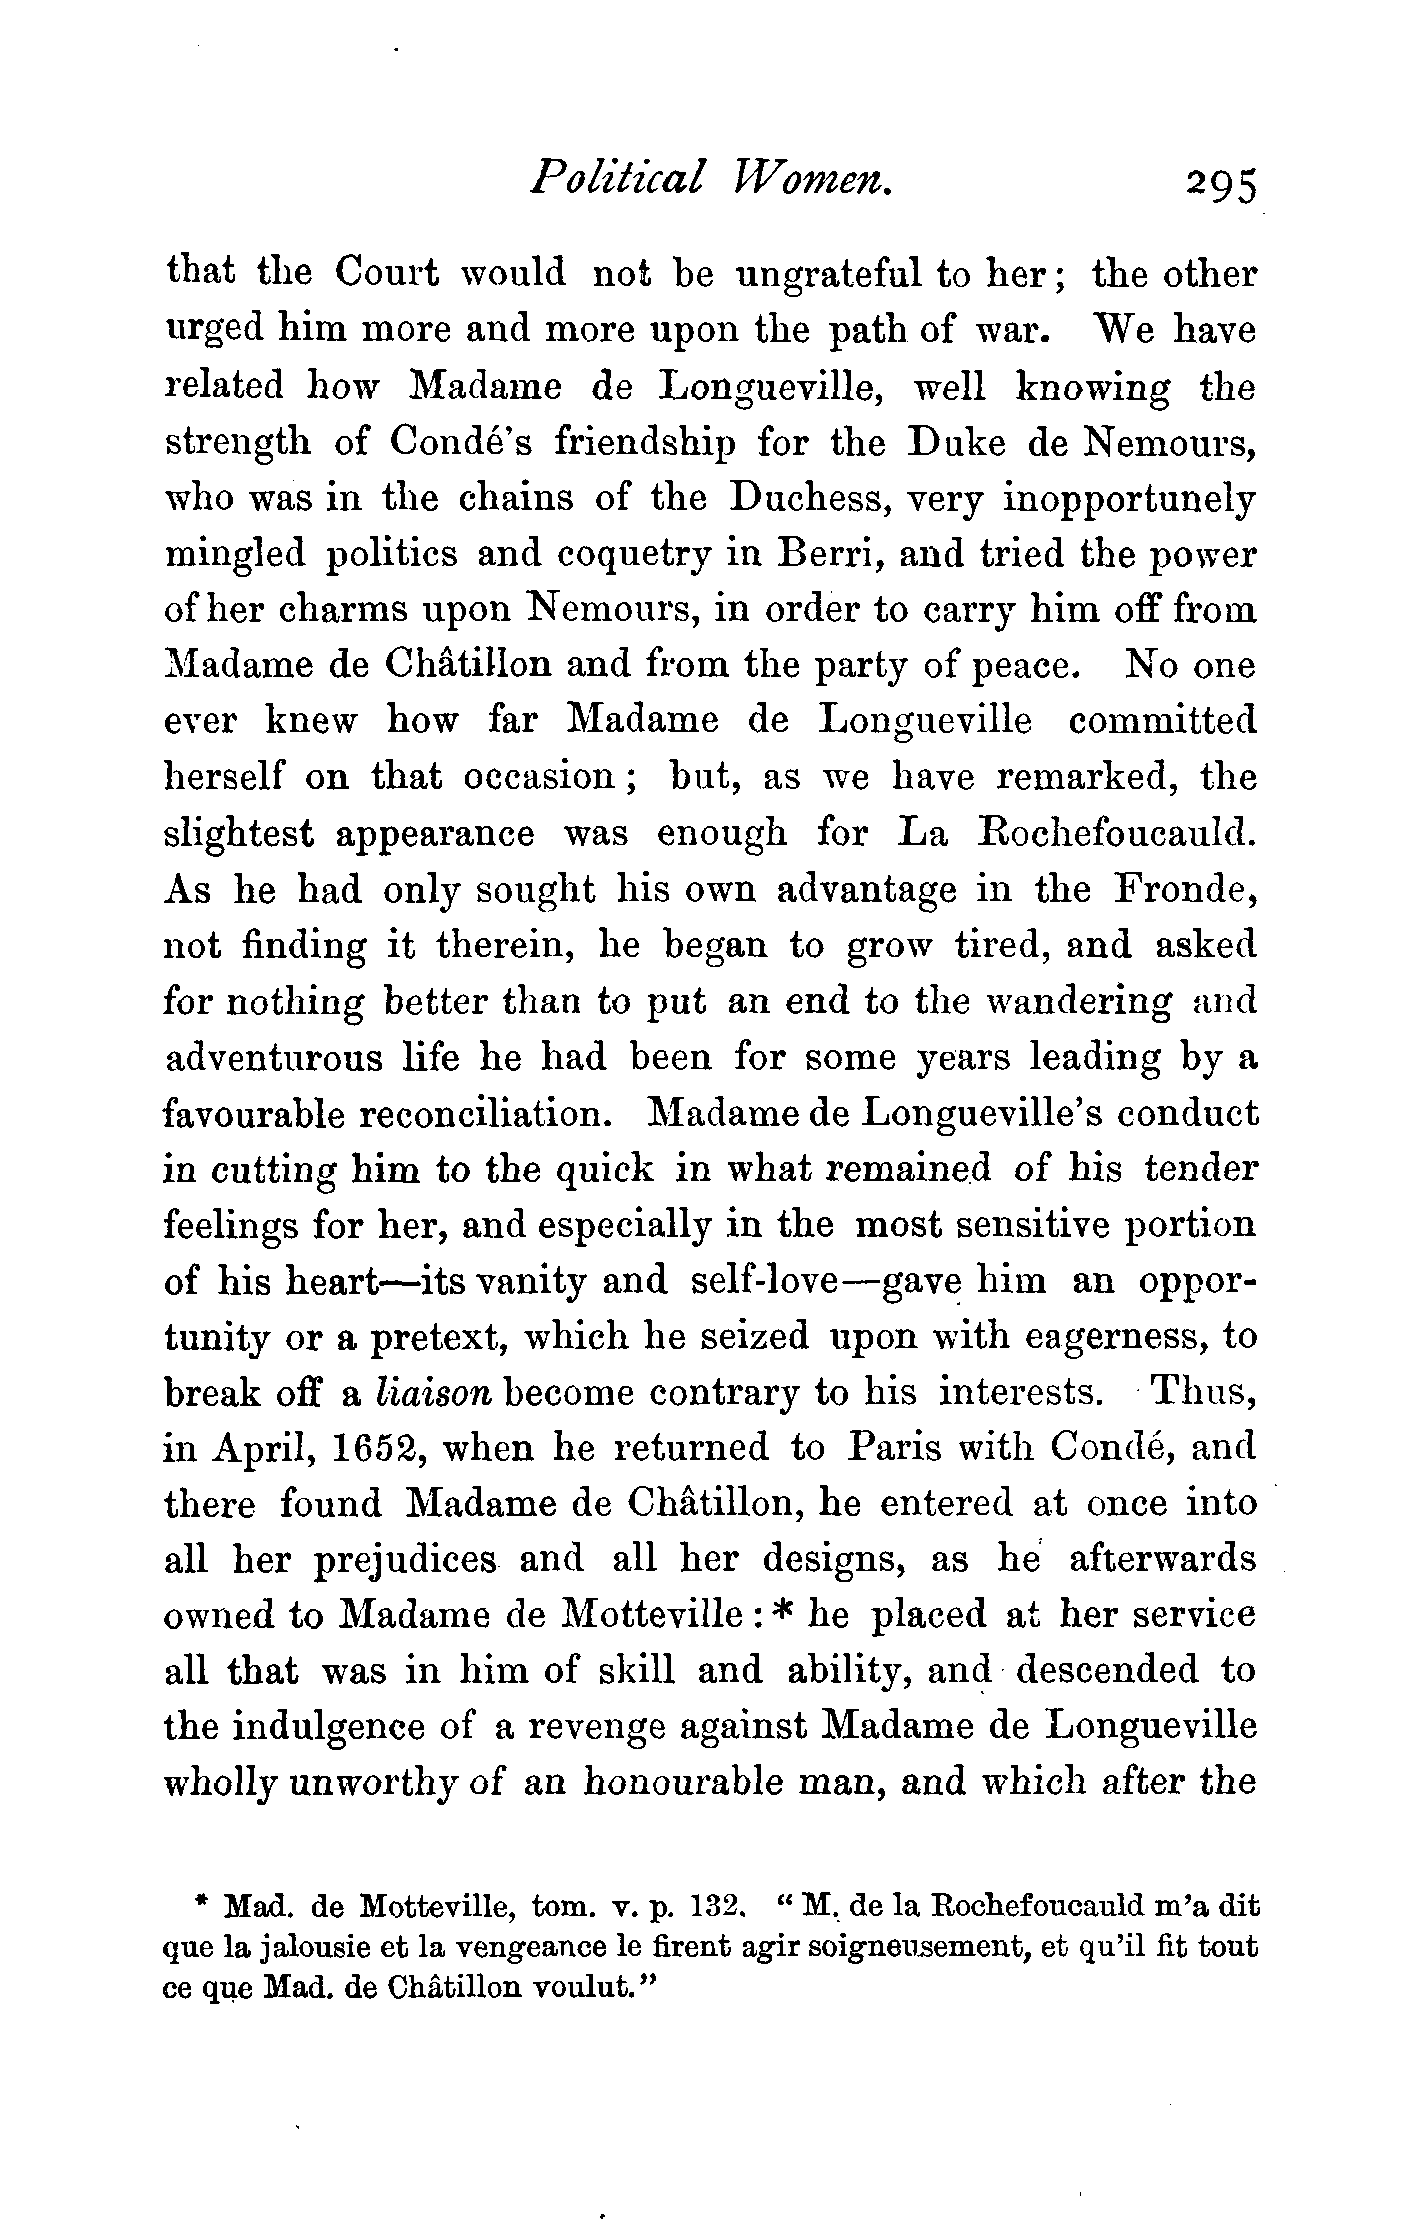 Political Women. 295
that the Court would not be ungrateful to her; the other
urged him more and more upon the path of war. We have
related how Madame de Longueville, well knowing the
strength of Condé's friendship for the Duke de Nemours,
who was in the chains of the Duchess, very inopportunely
mingled politics and coquetry in Berri, and tried the power
of her charms upon Nemours, in order to carry him off from
Madame de Châtillon and from the party of peace. No one
ever knew how far Madame de Longueville committed
herself on that occasion; but, as we have remarked, the
slightest appearance was enough for La Rochefoucauld.
As he had only sought his own advantage in the Fronde,
not finding it therein, he began to grow tired, and asked
for nothing better than to put an end to the wandering and
adventurous life he had been for some years leading by a
favourable reconciliation. Madame de Longueville's conduct
in cutting him to the quick in what remained of his tender
feelings for her, and especially in the most sensitive portion
of his heart—its vanity and self-love—gave him an oppor-
tunity or a pretext, which he seized upon with eagerness, to
break off a liaison become contrary to his interests. Thus,
in April, 1652, when he returned to Paris with Condé, and
there found Madame de Châtillon, he entered at once into
all her prejudices and all her designs, as he afterwards
owned to Madame de Motteville:* he placed at her service
all that was in him of skill and ability, and descended to
the indulgence of a revenge against Madame de Longueville
wholly unworthy of an honourable man, and which after the
* Mad. de Motteville, tom. v. p. 132. "M. de la Rochefoucauld m'a dit
que la jalousie et la vengeance le firent agir soigneusement, et qu'il fit tout
ce que Mad. de Châtillon voulut."